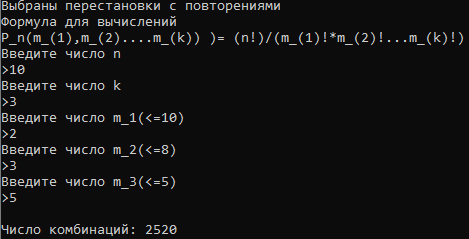 Выбраны перестановки с повторениями
Формула для вычислений
P_n(m_(1),m_(2)....m_(k)) )= (n!)/(m_(1)!*m_(2)!...m_(k)!)
Введите число n
>10
Введите число k
>3
Введите число m_1(<=10)
>2
Введите число m_2(<=8)
>3
Введите число m_3(<=5)
>5
Число комбинаций: 2520